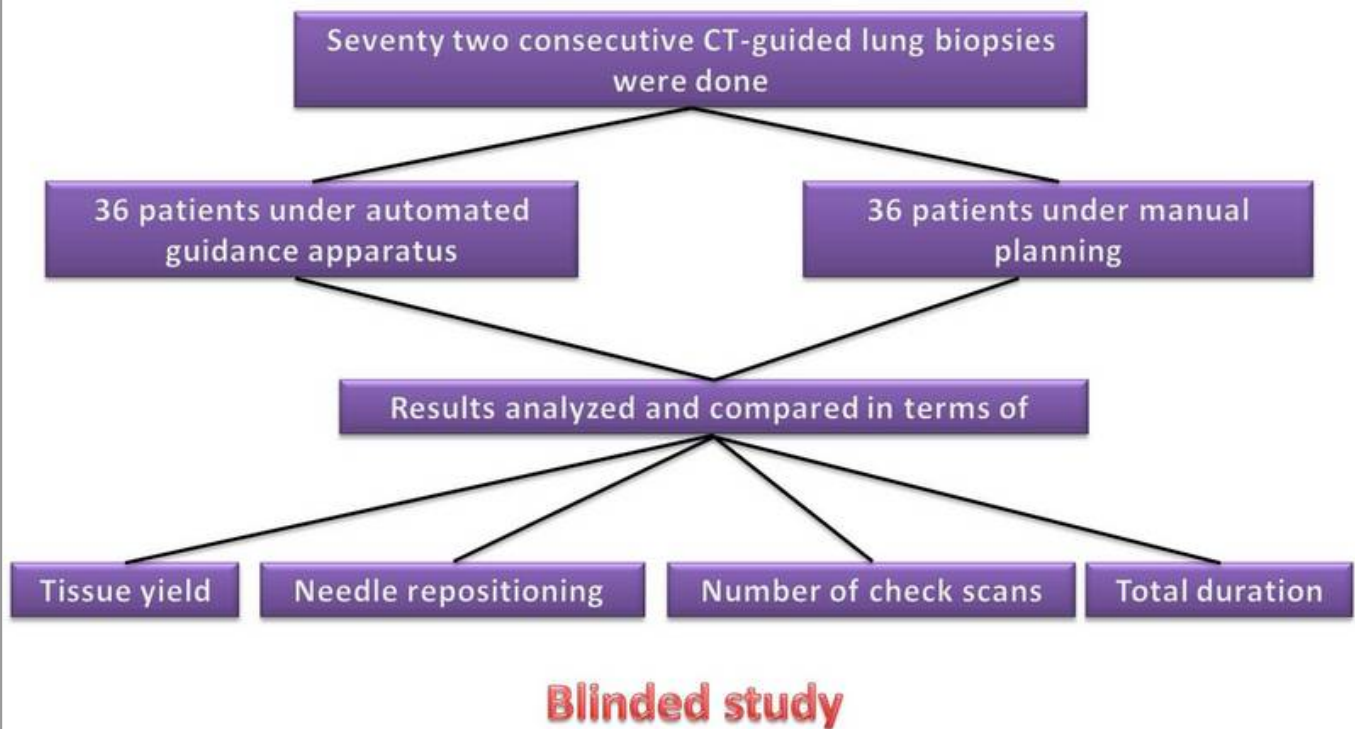 Seventy two consecutive CT-guided lung biopsies
were done
36 patients under automated
guidance apparatus
36 patients under manual
planning
Results analyzed and compared in terms of
Tissue yield
Needle repositioning
Number of check scans
Total duration
Blinded study